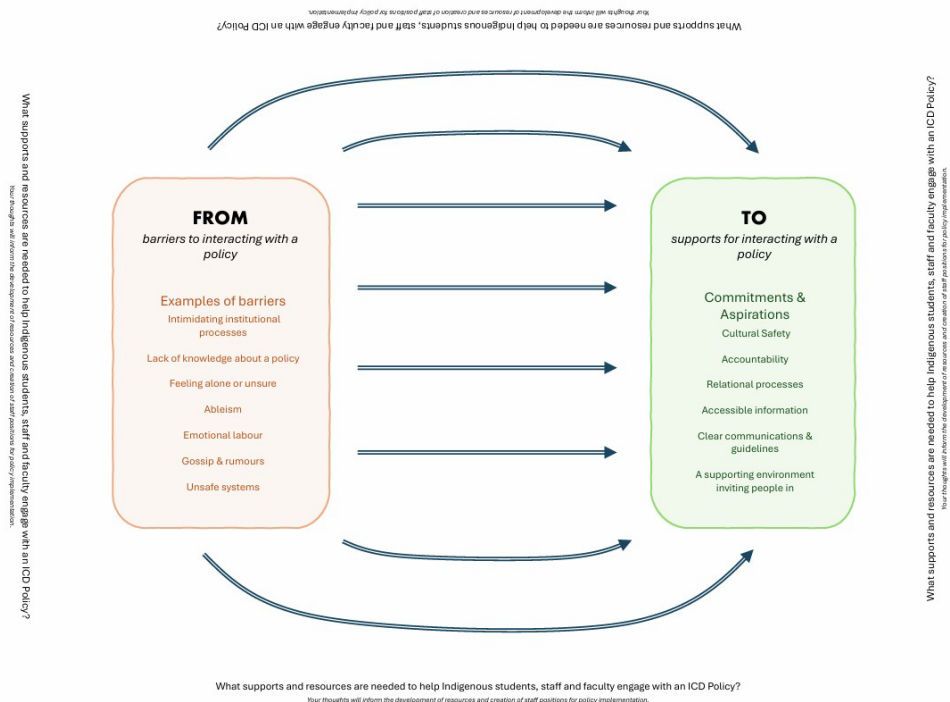 Your thoughts will inform the development of resources and creation of staff positions for policy implementation.
What supports and resources are needed to help Indigenous students, staff and faculty engage with an ICD Policy?
What supports and resources are needed to help Indigenous students, staff and faculty engage with an ICD Policy?
Your thoughts will inform the development of resources and creation of staff positions for policy implementation.
FROM
barriers to interacting with a
policy
Examples of barriers
Intimidating institutional
processes
Lack of knowledge about a policy
Feeling alone or unsure
Ableism
Emotional labour
Gossip & rumours
Unsafe systems
TO
supports for interacting with a
policy
Commitments &
Aspirations
Cultural Safety
Accountability
Relational processes
Accessible information
Clear communications &
guidelines
A supporting environment
inviting people in
What supports and resources are needed to help Indigenous students, staff and faculty engage with an ICD Policy?
Your thoughts will inform the development of resources and creation of staff positions for policy implementation.
What supports and resources are needed to help Indigenous students, staff and faculty engage with an ICD Policy?
Your thoughts will inform the development of resources and creation of staff positions for policy implementation.